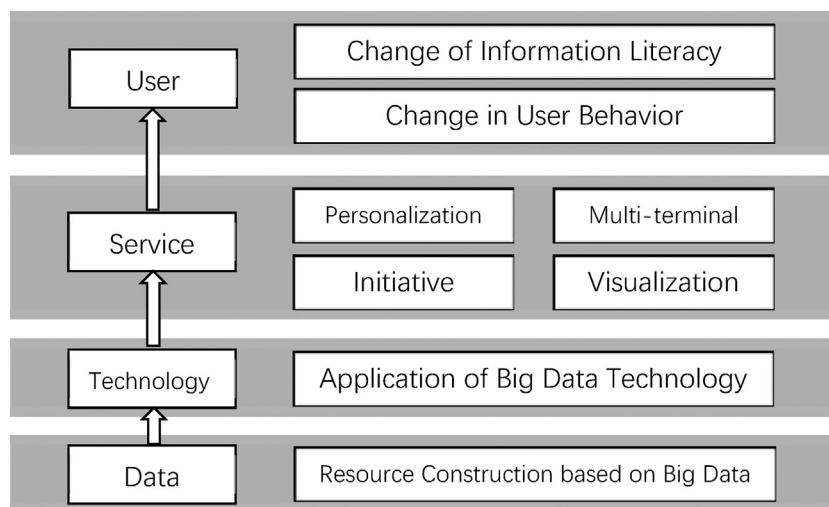 User
Change of Information Literacy
Change in User Behavior
Service
Personalization
Multi-terminal
Initiative
Visualization
Technology
Application of Big Data Technology
Data
Resource Construction based on Big Data